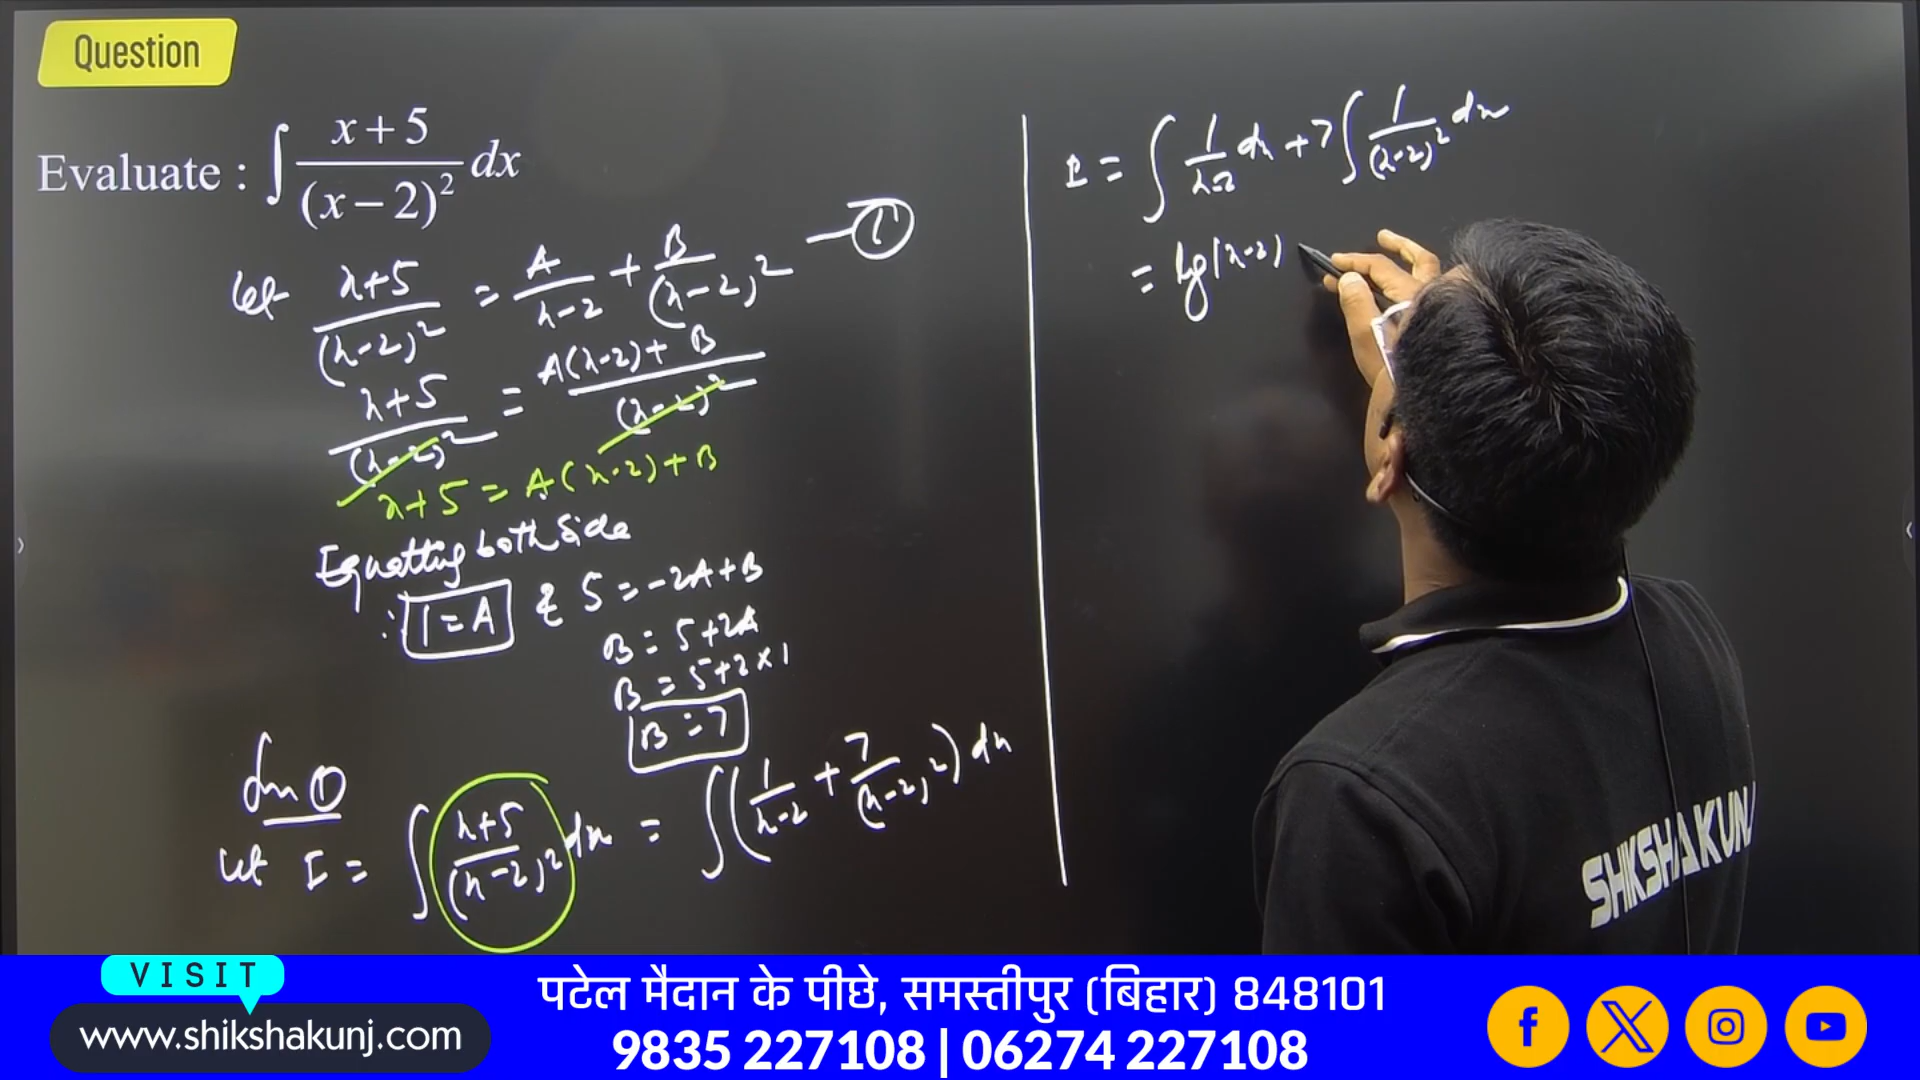 Question
Evaluate : ∫ (x+5)/(x−2)² dx
let (x+5)/(x-2)² = A/(x-2) + B/(x-2)² — ①
(x+5)/(x-2)² = (A(x-2) + B)/(x-2)²
x+5 = A(x-2)+B
Equatting both side
∴ 1 = A & 5 = -2A+B
B = 5+2A
B = 5+2×1
B = 7
In ①
let I = ∫ (x+5)/(x-2)² dx = ∫ (1/(x-2) + 7/(x-2)²) dx
I = ∫ 1/(x-2) dx + 7 ∫ 1/(x-2)² dx
= log(x-2)
SHIKSHAKUNJ
VISIT
www.shikshakunj.com
पटेल मैदान के पीछे, समस्तीपुर (बिहार) 848101
9835 227108 | 06274 227108